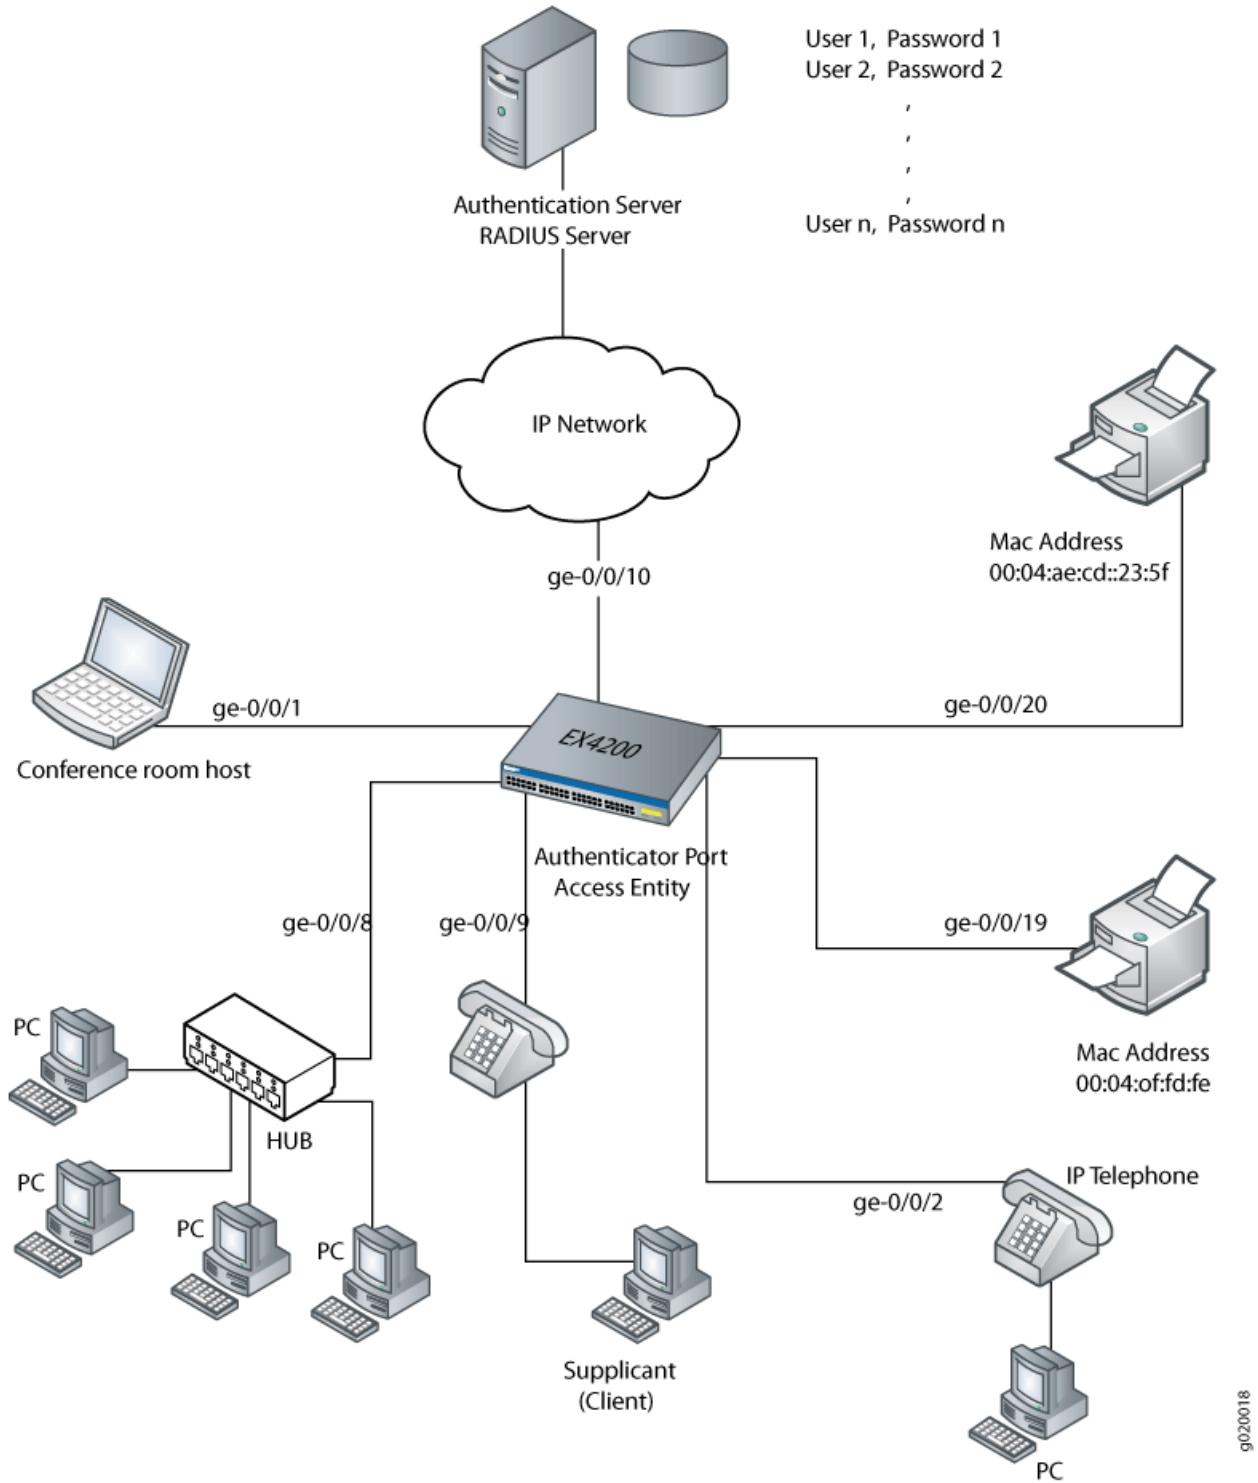 User 1, Password 1
User 2, Password 2
,
,
,
,
User n, Password n
Authentication Server
RADIUS Server
IP Network
Mac Address
00:04:ae:cd::23:5f
ge-0/0/10
ge-0/0/1
ge-0/0/20
Conference room host
EX4200
Authenticator Port
Access Entity
ge-0/0/8
ge-0/0/9
ge-0/0/19
PC
HUB
Mac Address
00:04:of:fd:fe
PC
PC
PC
IP Telephone
ge-0/0/2
Supplicant
(Client)
PC
g020018